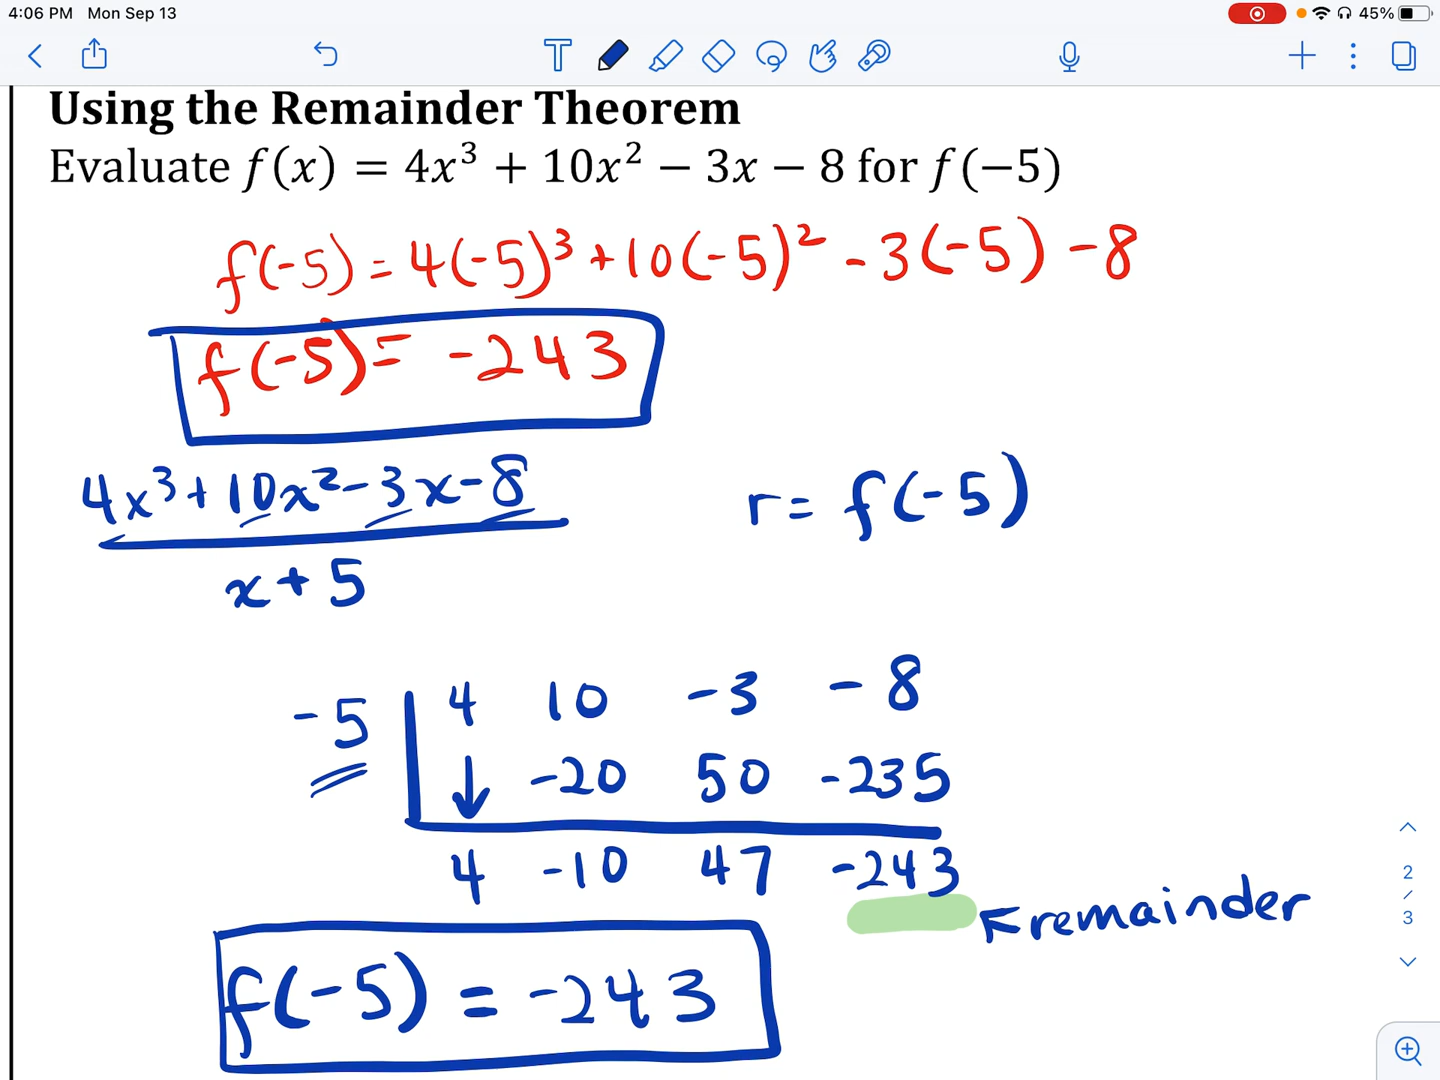 4:06 PM Mon Sep 13 45%
T
Using the Remainder Theorem
Evaluate f(x) = 4x³ + 10x² − 3x − 8 for f(−5)
f(-5) = 4(-5)³ + 10(-5)² - 3(-5) - 8
f(-5) = -243
4x³ + 10x² - 3x - 8
x + 5
r = f(-5)
-5 4 10 -3 -8
↓ -20 50 -235
4 -10 47 -243
remainder
f(-5) = -243
2
/
3